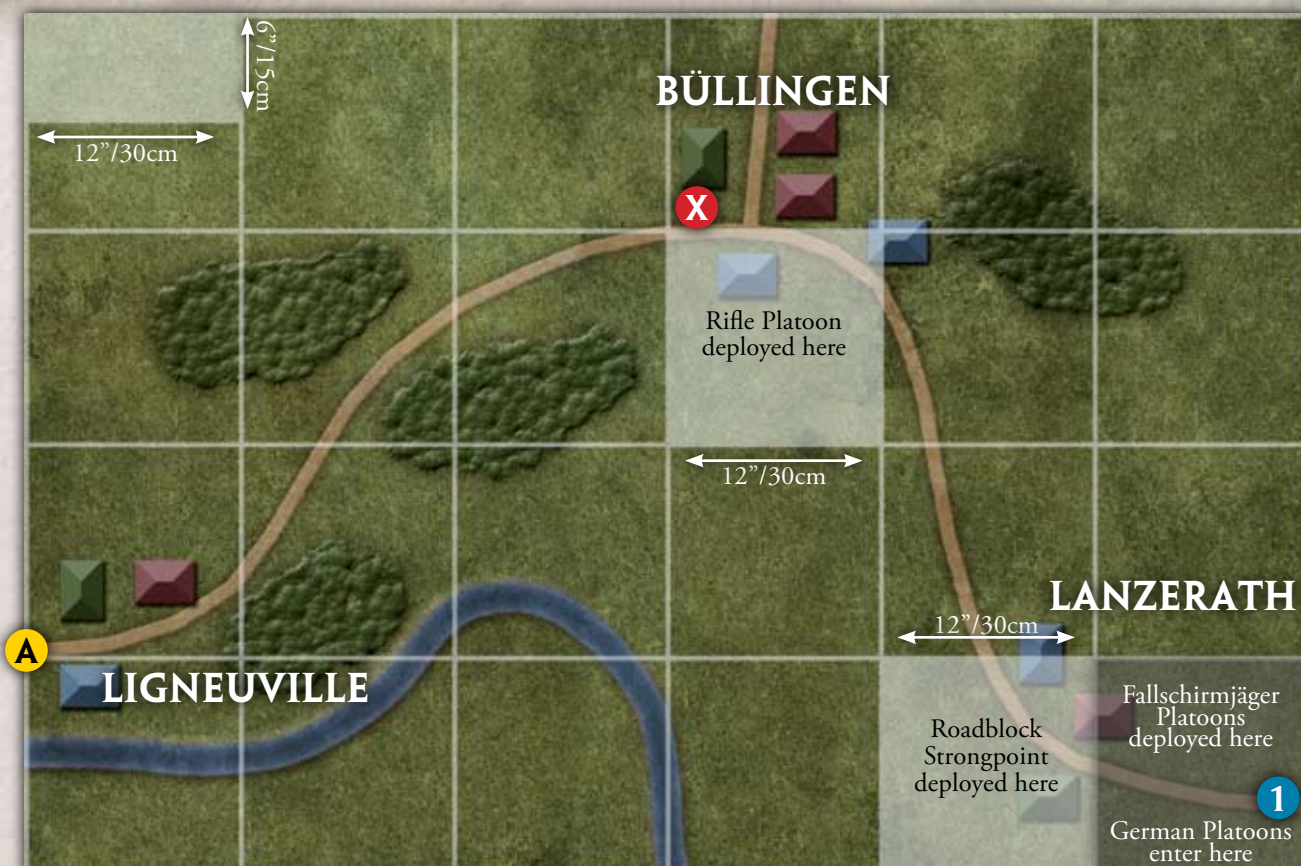 6”/15cm
12”/30cm
BÜLLINGEN
X
Rifle Platoon
deployed here
12”/30cm
LANZERATH
12”/30cm
A
LIGNEUVILLE
Roadblock
Strongpoint
deployed here
Fallschirmjäger
Platoons
deployed here
1
German Platoons
enter here